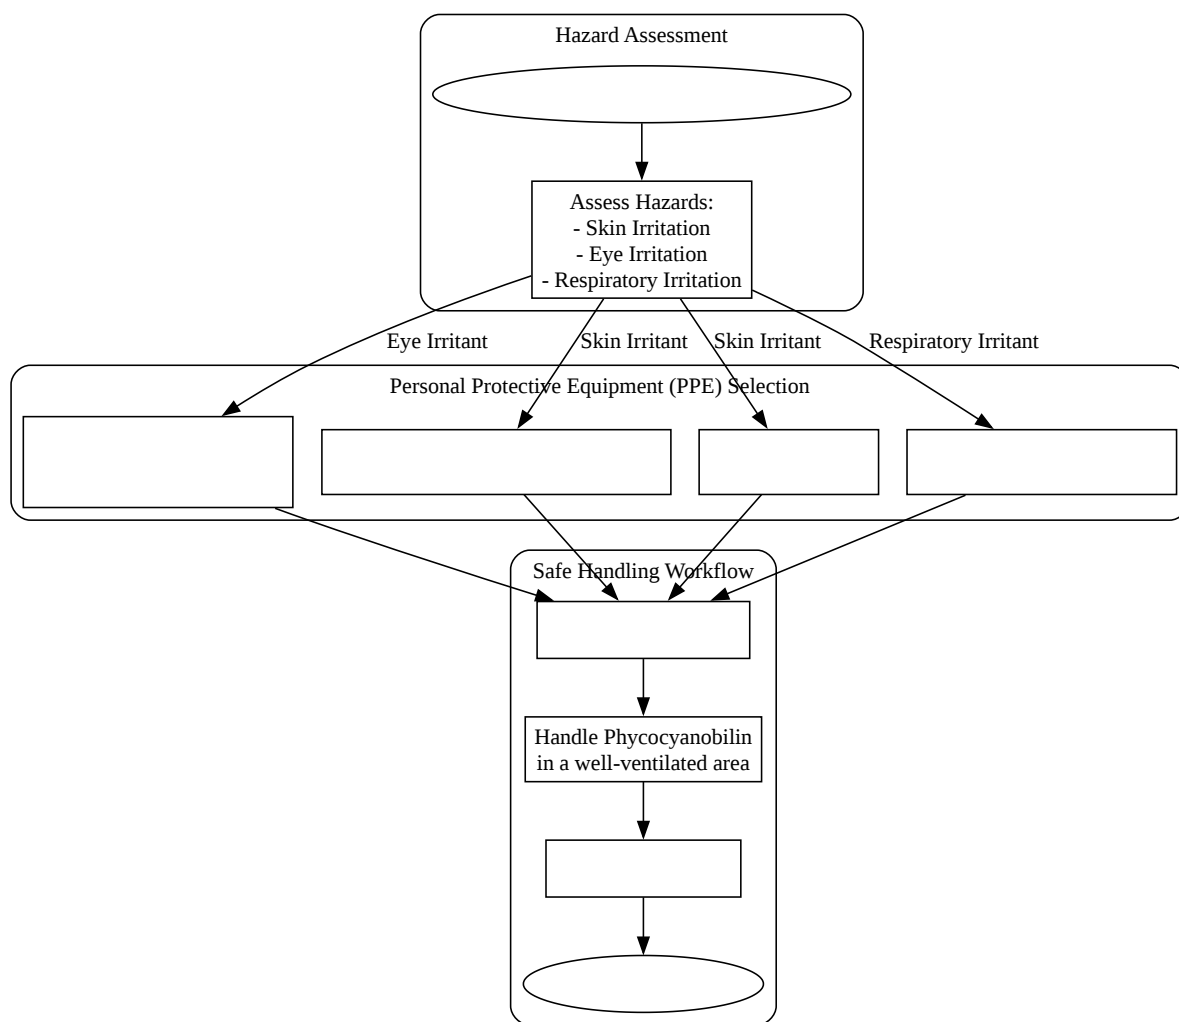 Hazard Assessment
Assess Hazards:
- Skin Irritation
- Eye Irritation
- Respiratory Irritation
Eye Irritant
Skin Irritant
Skin Irritant
Respiratory Irritant
Personal Protective Equipment (PPE) Selection
Safe Handling Workflow
Handle Phycocyanobilin
in a well-ventilated area